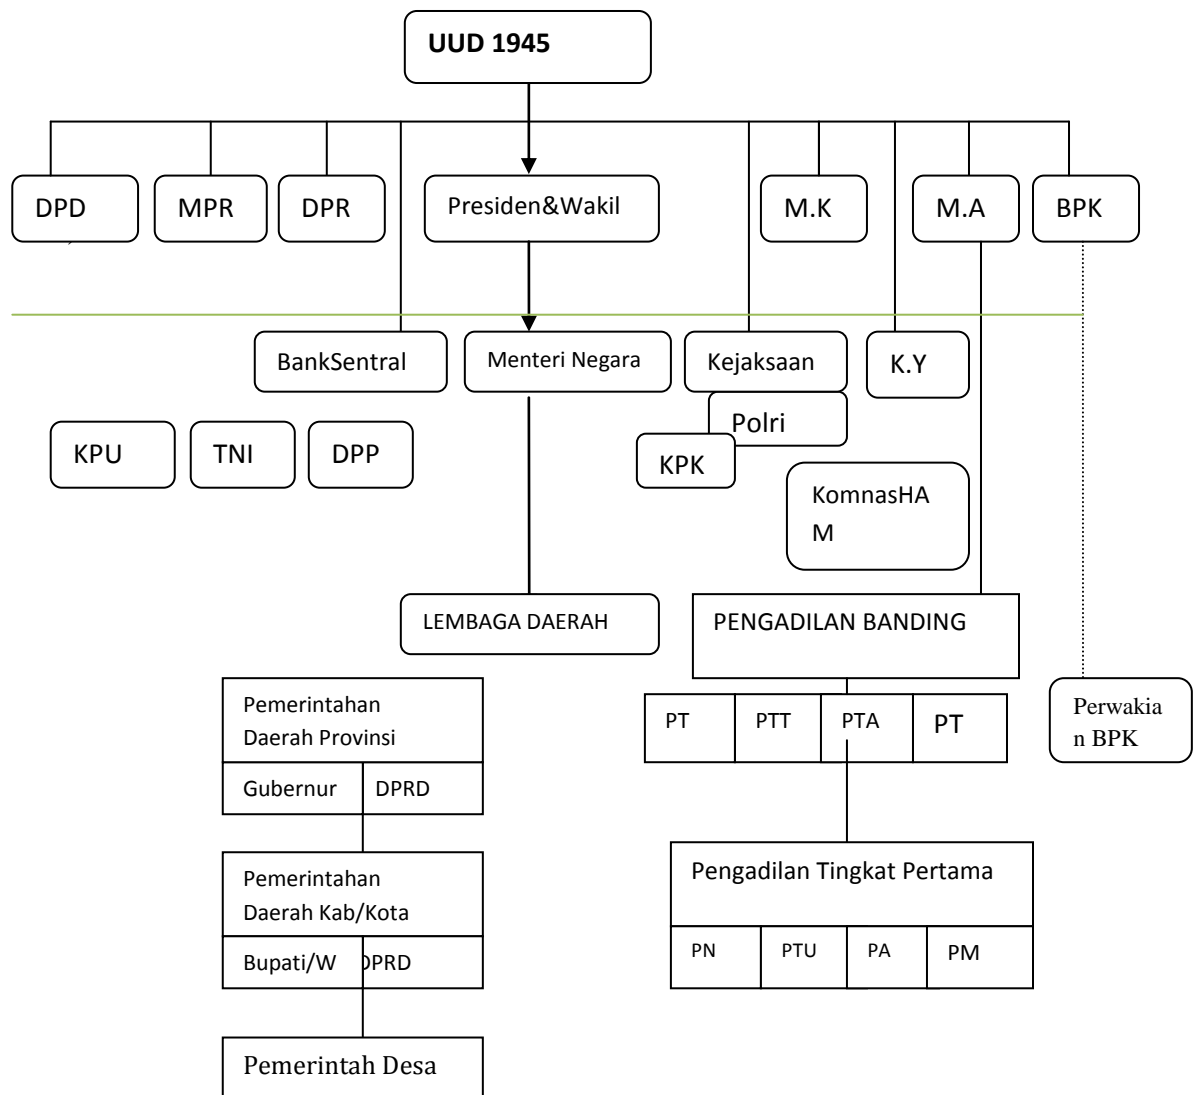 UUD 1945
DPD
MPR
DPR
Presiden&Wakil
M.K
M.A
BPK
BankSentral
Menteri Negara
Kejaksaan
K.Y
Polri
KPU
TNI
DPP
KPK
KomnasHA
M
LEMBAGA DAERAH
PENGADILAN BANDING
Pemerintahan
Daerah Provinsi
Gubernur
DPRD
PT
PTT
PTA
PT
Perwakia
n BPK
Pemerintahan
Daerah Kab/Kota
Bupati/W
DPRD
Pengadilan Tingkat Pertama
PN
PTU
PA
PM
Pemerintah Desa